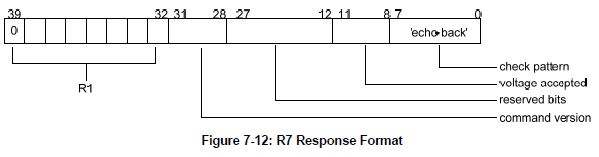 39 32 31 28 27 12 11 8 7 0
0 'echo-back'
check pattern
R1
voltage accepted
reserved bits
command version
Figure 7-12: R7 Response Format